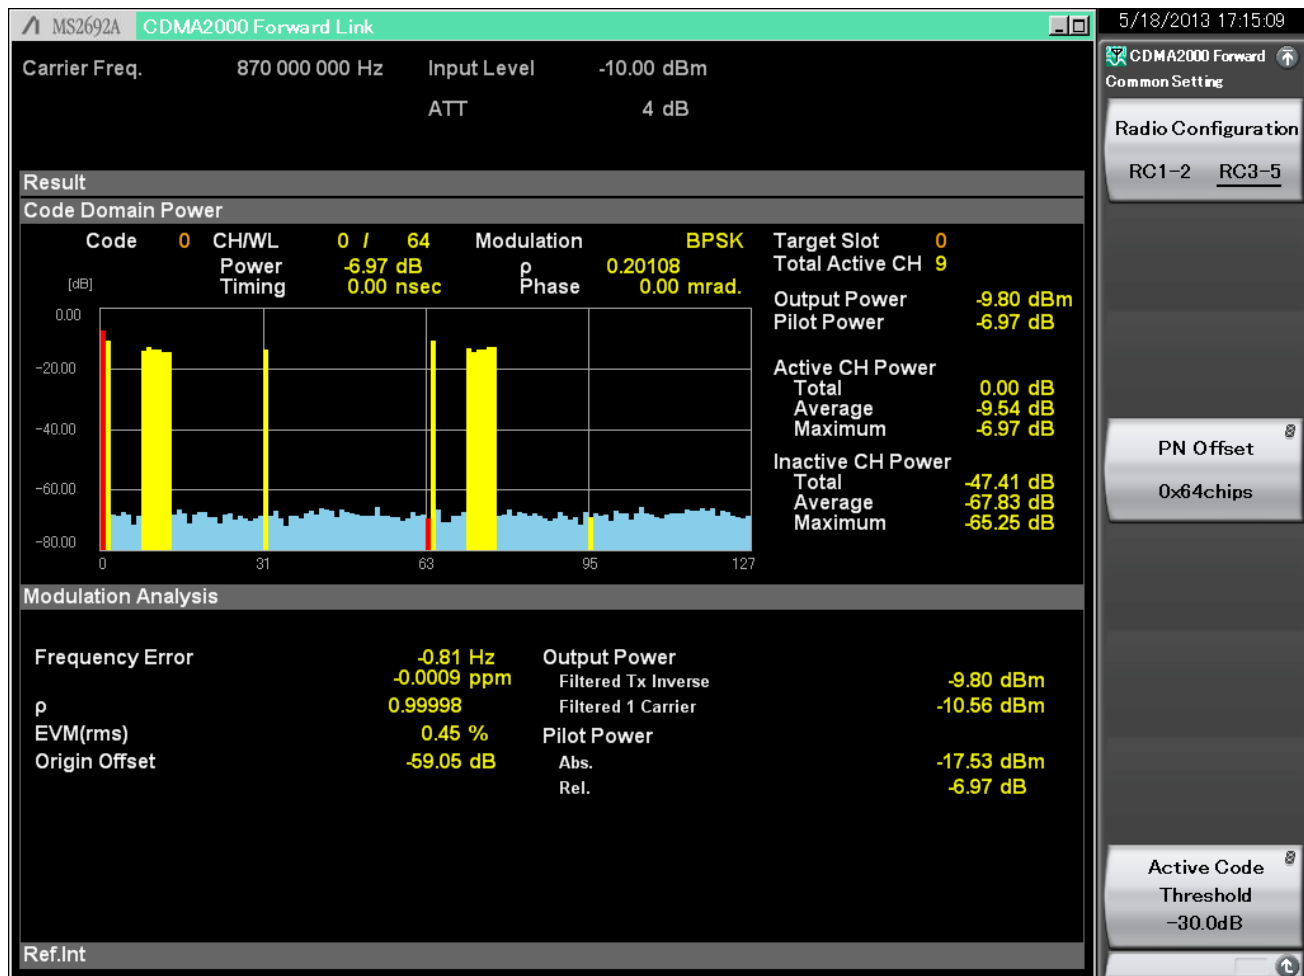 MS2692A CDMA2000 Forward Link
5/18/2013 17:15:09
Carrier Freq. 870 000 000 Hz Input Level -10.00 dBm
ATT 4 dB
Result
Code Domain Power
Code 0 CH/WL 0 / 64 Modulation BPSK
Power -6.97 dB ρ 0.20108
Timing 0.00 nsec Phase 0.00 mrad.
[dB]
0.00
-20.00
-40.00
-60.00
-80.00
0 31 63 95 127
Target Slot 0
Total Active CH 9
Output Power -9.80 dBm
Pilot Power -6.97 dB
Active CH Power
Total 0.00 dB
Average -9.54 dB
Maximum -6.97 dB
Inactive CH Power
Total -47.41 dB
Average -67.83 dB
Maximum -65.25 dB
Modulation Analysis
Frequency Error -0.81 Hz
-0.0009 ppm
ρ 0.99998
EVM(rms) 0.45 %
Origin Offset -59.05 dB
Output Power
Filtered Tx Inverse -9.80 dBm
Filtered 1 Carrier -10.56 dBm
Pilot Power
Abs. -17.53 dBm
Rel. -6.97 dB
Ref.Int
CDMA2000 Forward
Common Setting
Radio Configuration
RC1-2 RC3-5
PN Offset
0x64chips
Active Code
Threshold
-30.0dB